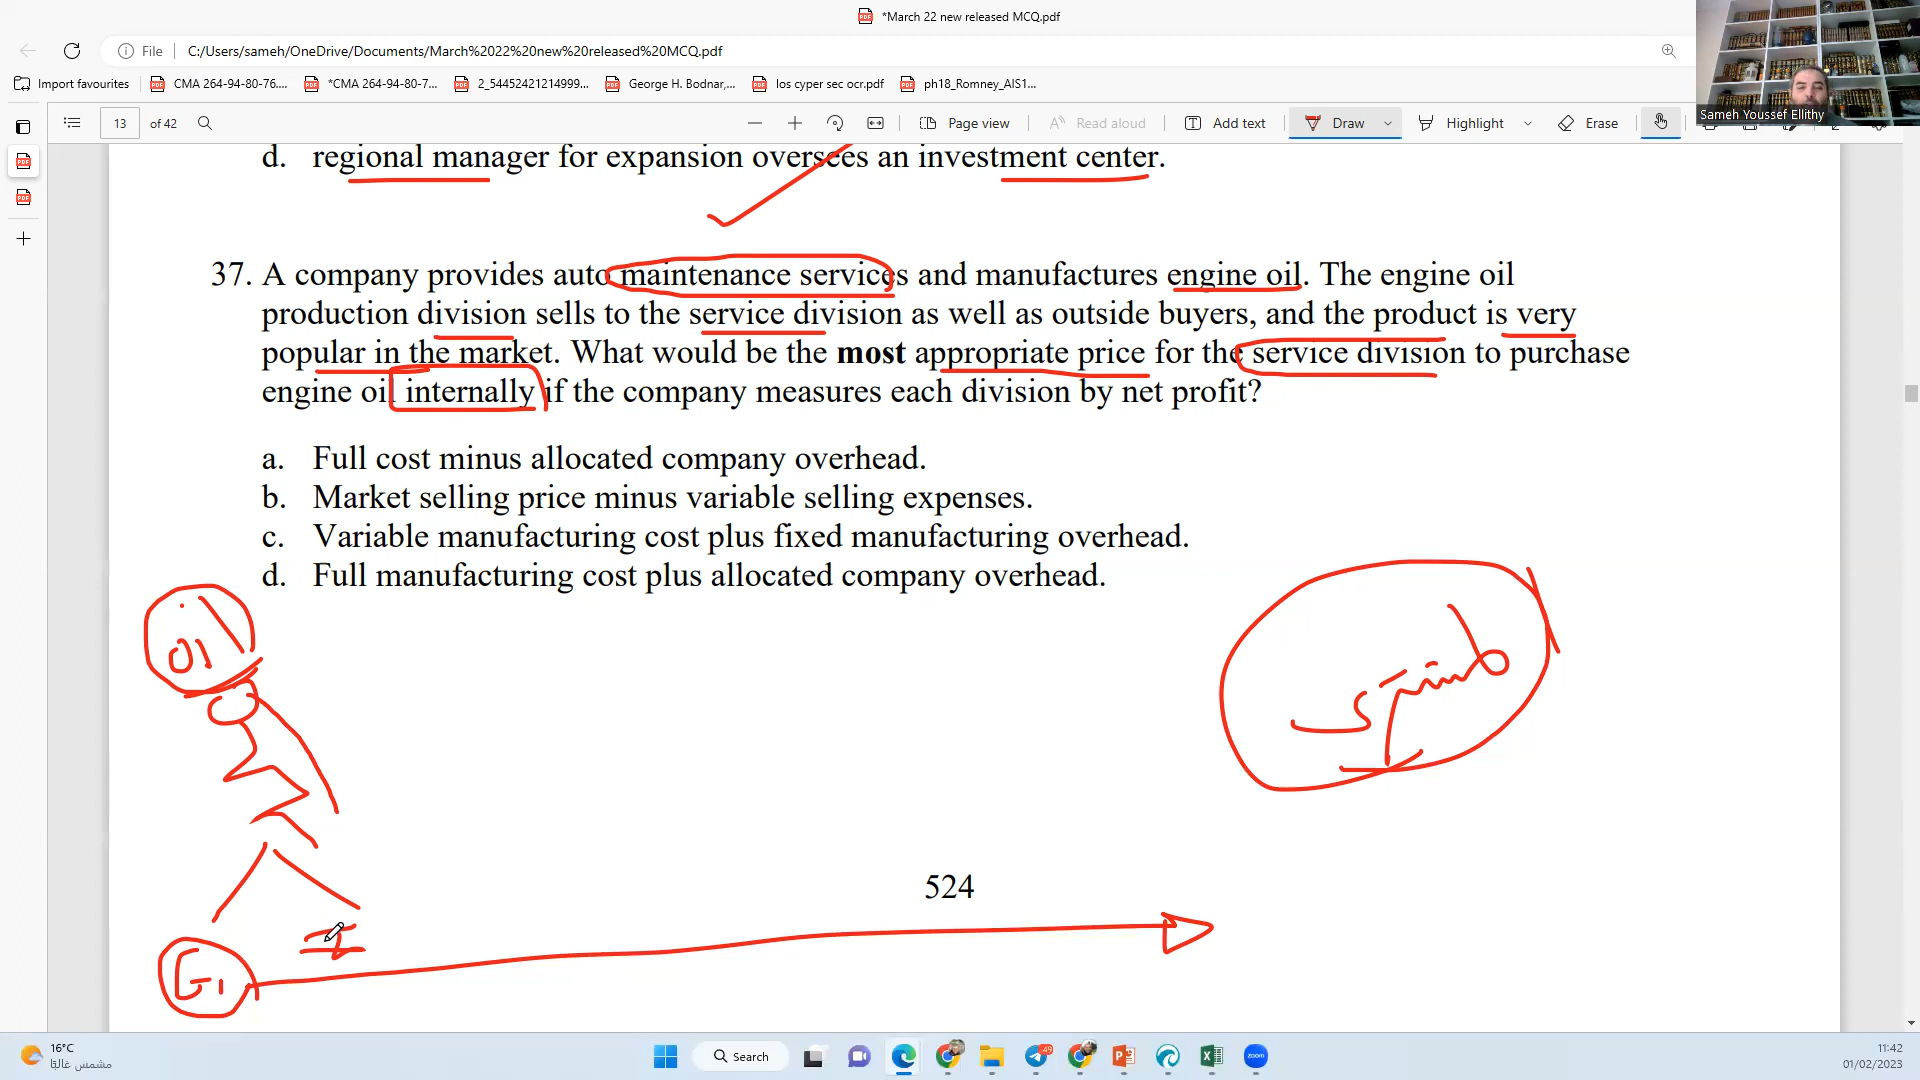 *March 22 new released MCQ.pdf
File
C:/Users/sameh/OneDrive/Documents/March%2022%20new%20released%20MCQ.pdf
Import favourites
CMA 264-94-80-76....
*CMA 264-94-80-7...
2_54452421214999...
George H. Bodnar,...
los cyper sec ocr.pdf
ph18_Romney_AIS1...
Sameh Youssef Ellithy
13 of 42
Page view
Read aloud
Add text
Draw
Highlight
Erase
d. regional manager for expansion oversees an investment center.
37. A company provides auto maintenance services and manufactures engine oil. The engine oil
production division sells to the service division as well as outside buyers, and the product is very
popular in the market. What would be the most appropriate price for the service division to purchase
engine oil internally if the company measures each division by net profit?
a. Full cost minus allocated company overhead.
b. Market selling price minus variable selling expenses.
c. Variable manufacturing cost plus fixed manufacturing overhead.
d. Full manufacturing cost plus allocated company overhead.
oil
524
I
16°C
مشمس غالبًا
Search
49
zoom
11:42
01/02/2023